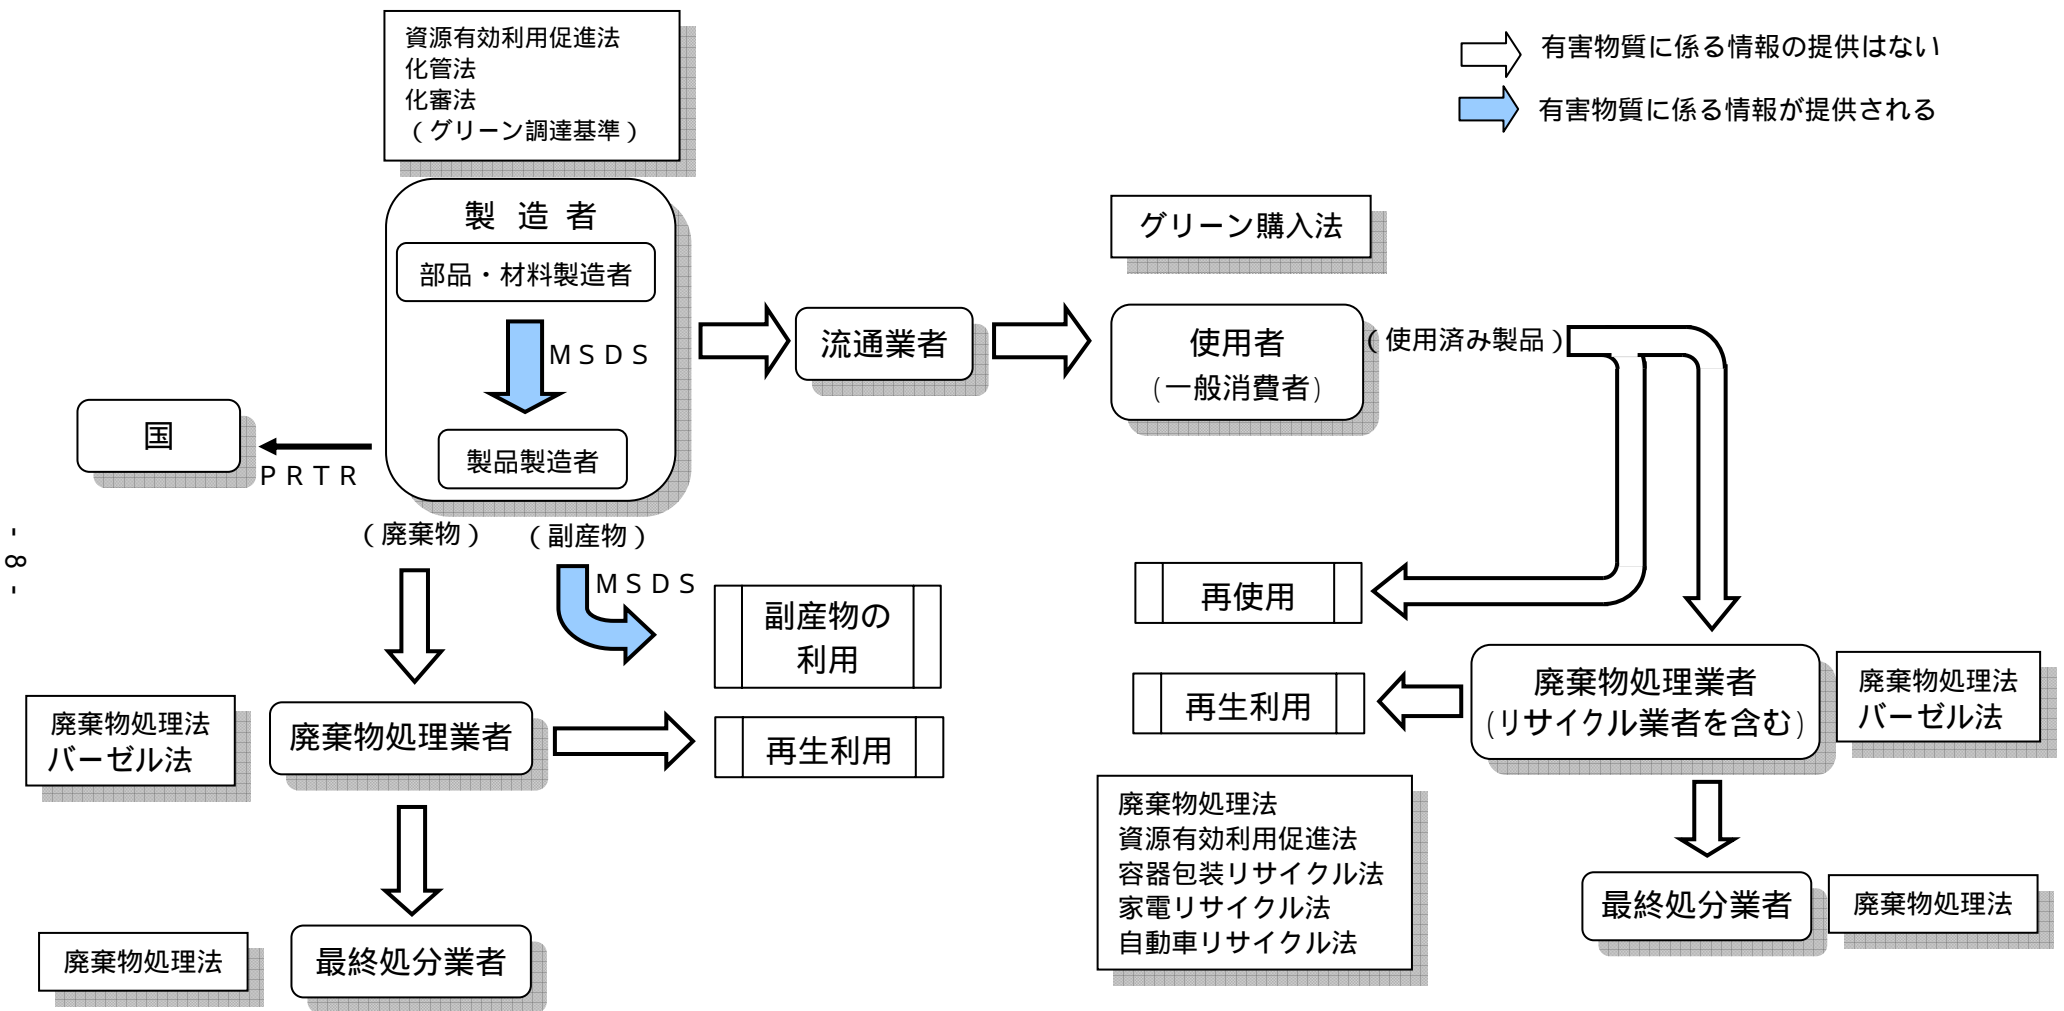 資源有効利用促進法
化管法
化審法
（グリーン調達基準）
有害物質に係る情報の提供はない
有害物質に係る情報が提供される
製 造 者
部品・材料製造者
ＭＳＤＳ
製品製造者
国
ＰＲＴＲ
流通業者
グリーン購入法
使用者
(一般消費者)
（使用済み製品）
（廃棄物）
（副産物）
ＭＳＤＳ
副産物の
利用
再使用
再生利用
廃棄物処理業者
(リサイクル業者を含む)
廃棄物処理法
バーゼル法
廃棄物処理法
バーゼル法
廃棄物処理業者
再生利用
廃棄物処理法
資源有効利用促進法
容器包装リサイクル法
家電リサイクル法
自動車リサイクル法
最終処分業者
廃棄物処理法
廃棄物処理法
最終処分業者
- 8 -